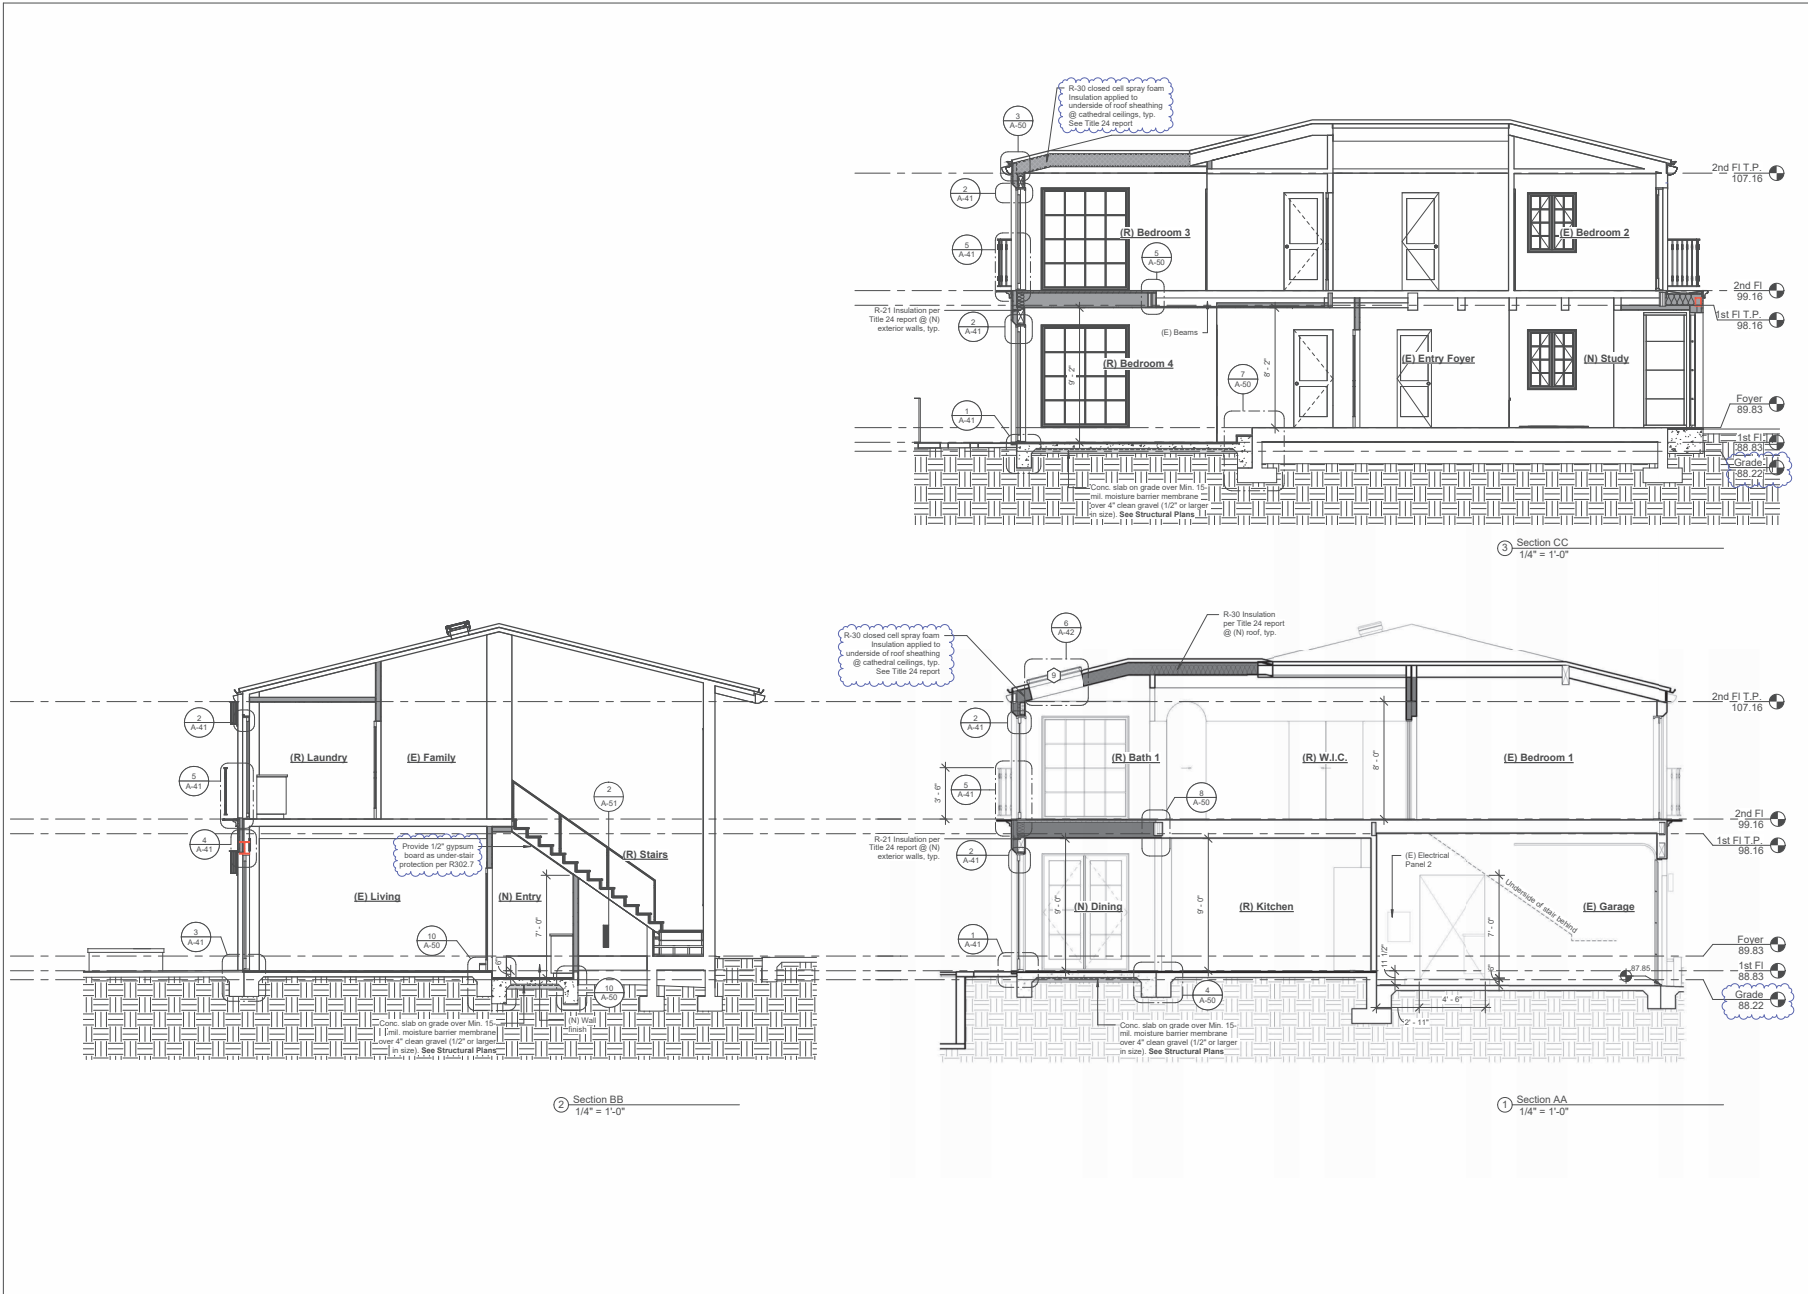 R-30 closed cell spray foam
Insulation applied to
underside of roof sheathing
@ cathedral ceilings, typ.
See Title 24 report
3
A-50
2nd Fl T.P.
107.16
2
A-41
(R) Bedroom 3
(E) Bedroom 2
5
A-41
5
A-50
2nd Fl
99.16
R-21 Insulation per
Title 24 report @ (N)
exterior walls, typ.
2
A-41
(E) Beams
1st Fl T.P.
98.16
(R) Bedroom 4
9' - 2"
7
A-50
8' - 2"
(E) Entry Foyer
(N) Study
1
A-41
Foyer
89.83
1st Fl
88.83
Grade
88.22
Conc. slab on grade over Min. 15-
mil. moisture barrier membrane
over 4" clean gravel (1/2" or larger
in size). See Structural Plans
3
Section CC
1/4" = 1'-0"
2
A-41
(R) Laundry
(E) Family
5
A-41
2
A-51
4
A-41
Provide 1/2" gypsum
board as under-stair
protection per R302.7
(R) Stairs
(E) Living
(N) Entry
7' - 0"
3
A-41
10
A-50
6"
10
A-50
(N) Wall
finish
Conc. slab on grade over Min. 15-
mil. moisture barrier membrane
over 4" clean gravel (1/2" or larger
in size). See Structural Plans
2
Section BB
1/4" = 1'-0"
R-30 closed cell spray foam
Insulation applied to
underside of roof sheathing
@ cathedral ceilings, typ.
See Title 24 report
6
A-42
R-30 Insulation
per Title 24 report
@ (N) roof, typ.
9
2nd Fl T.P.
107.16
2
A-41
(R) Bath 1
(R) W.I.C.
8' - 0"
(E) Bedroom 1
3' - 6"
5
A-41
8
A-50
2nd Fl
99.16
R-21 Insulation per
Title 24 report @ (N)
exterior walls, typ.
2
A-41
1st Fl T.P.
98.16
(E) Electrical
Panel 2
Underside of stair behind
(N) Dining
9' - 0"
9' - 0"
(R) Kitchen
7' - 0"
(E) Garage
1
A-41
Foyer
89.83
11 1/2"
6"
87.85
1st Fl
88.83
4
A-50
4' - 6"
2' - 11"
Grade
88.22
Conc. slab on grade over Min. 15-
mil. moisture barrier membrane
over 4" clean gravel (1/2" or larger
in size). See Structural Plans
1
Section AA
1/4" = 1'-0"